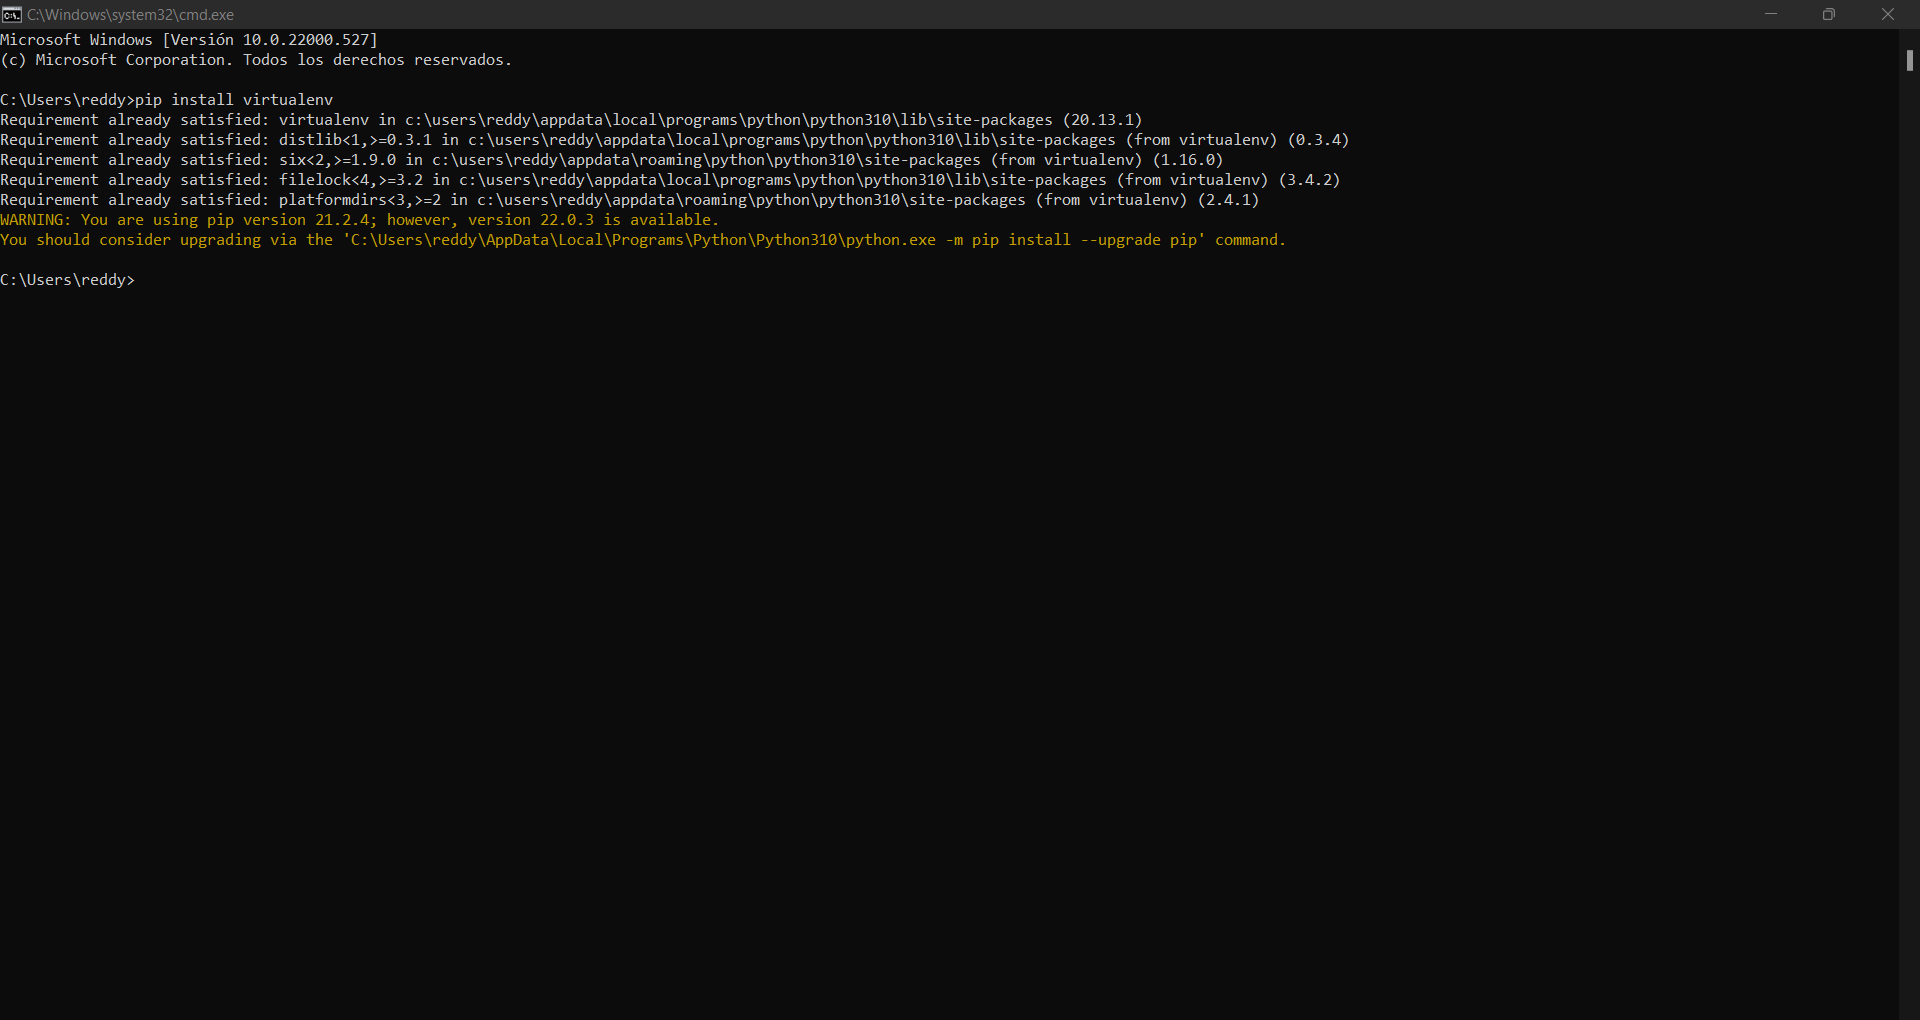 C:\Windows\system32\cmd.exe
Microsoft Windows [Versión 10.0.22000.527]
(c) Microsoft Corporation. Todos los derechos reservados.
C:\Users\reddy>pip install virtualenv
Requirement already satisfied: virtualenv in c:\users\reddy\appdata\local\programs\python\python310\lib\site-packages (20.13.1)
Requirement already satisfied: distlib<1,>=0.3.1 in c:\users\reddy\appdata\local\programs\python\python310\lib\site-packages (from virtualenv) (0.3.4)
Requirement already satisfied: six<2,>=1.9.0 in c:\users\reddy\appdata\roaming\python\python310\site-packages (from virtualenv) (1.16.0)
Requirement already satisfied: filelock<4,>=3.2 in c:\users\reddy\appdata\local\programs\python\python310\lib\site-packages (from virtualenv) (3.4.2)
Requirement already satisfied: platformdirs<3,>=2 in c:\users\reddy\appdata\roaming\python\python310\site-packages (from virtualenv) (2.4.1)
WARNING: You are using pip version 21.2.4; however, version 22.0.3 is available.
You should consider upgrading via the 'C:\Users\reddy\AppData\Local\Programs\Python\Python310\python.exe -m pip install --upgrade pip' command.
C:\Users\reddy>